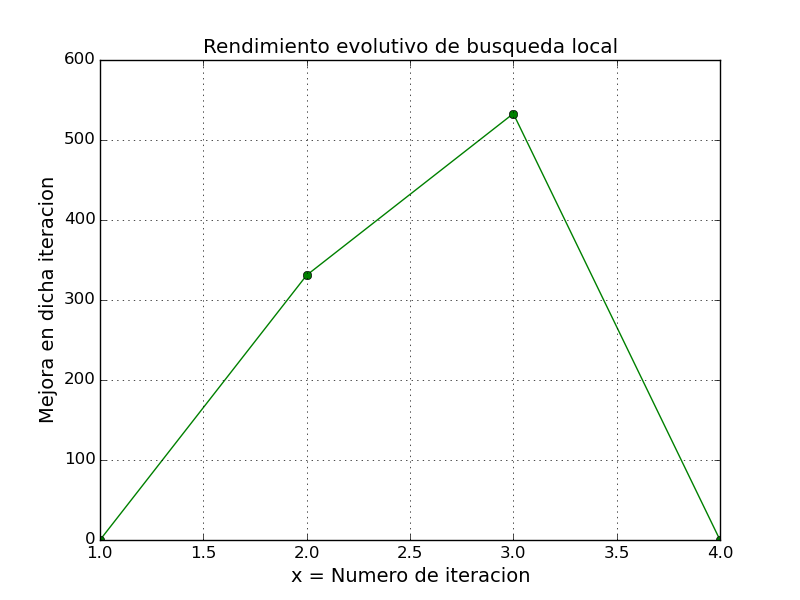 Rendimiento evolutivo de busqueda local
600
500
400
300
200
100
0
Mejora en dicha iteracion
1.0 1.5 2.0 2.5 3.0 3.5 4.0
x = Numero de iteracion